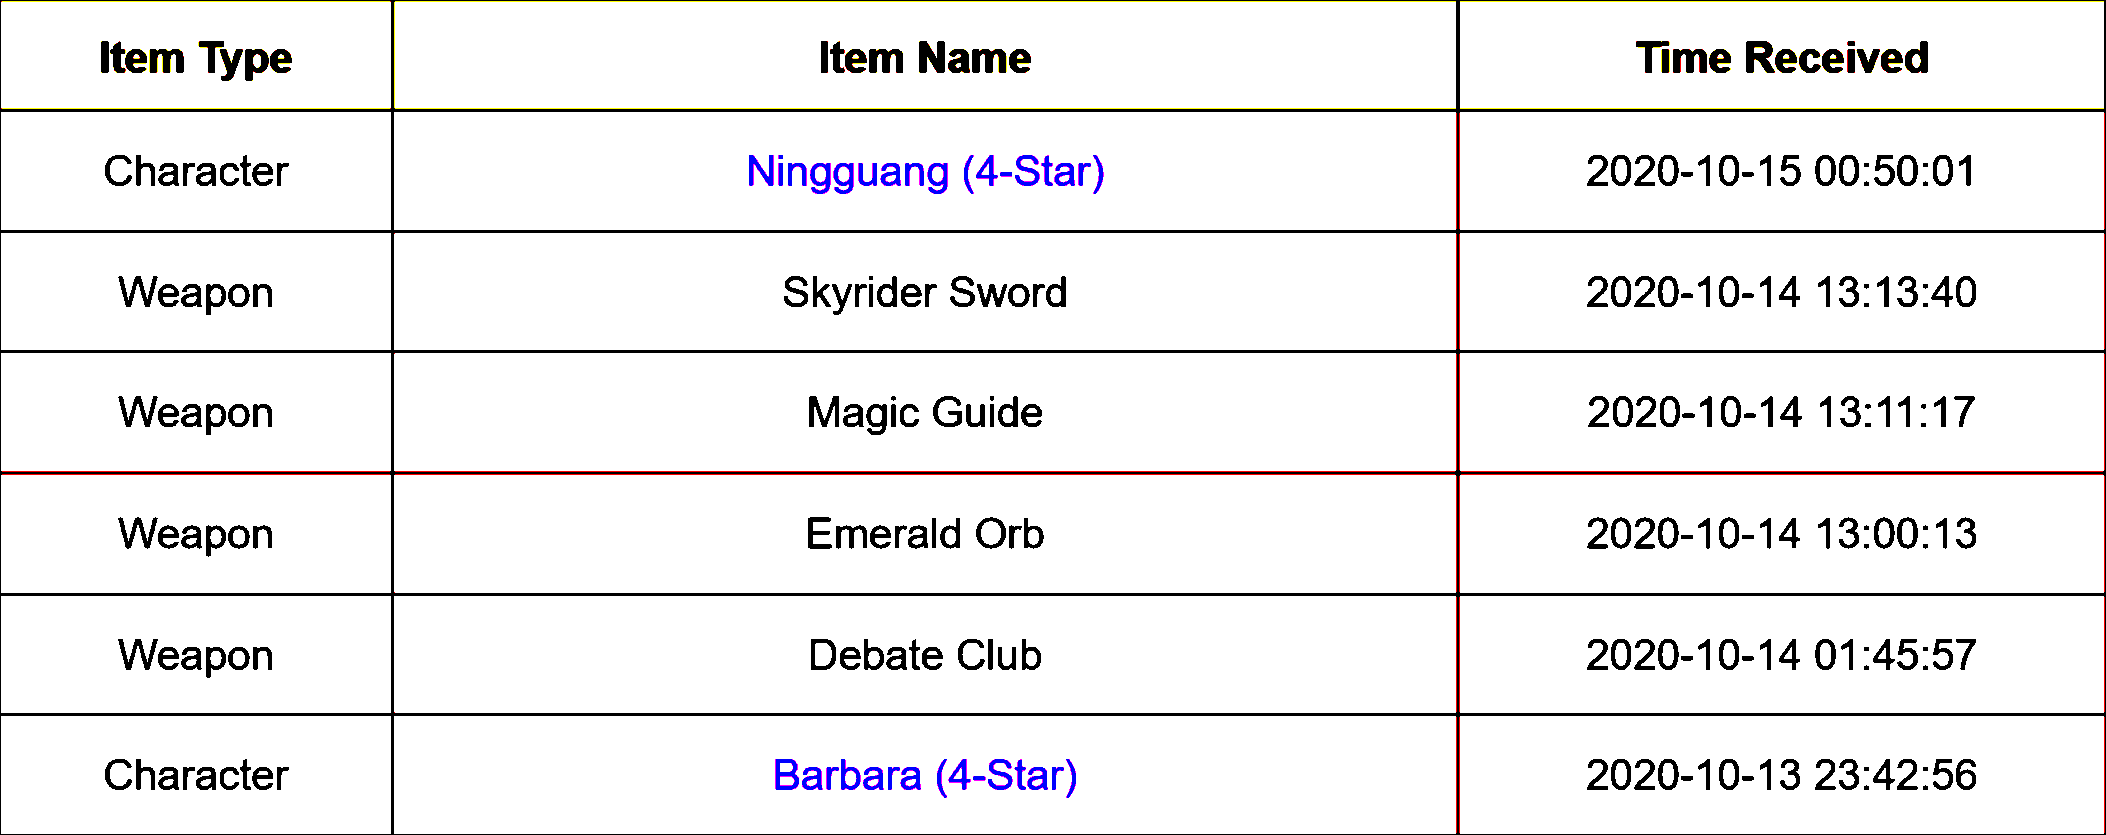 Item Type Item Name Time Received
Character Ningguang (4-Star) 2020-10-15 00:50:01
Weapon Skyrider Sword 2020-10-14 13:13:40
Weapon Magic Guide 2020-10-14 13:11:17
Weapon Emerald Orb 2020-10-14 13:00:13
Weapon Debate Club 2020-10-14 01:45:57
Character Barbara (4-Star) 2020-10-13 23:42:56